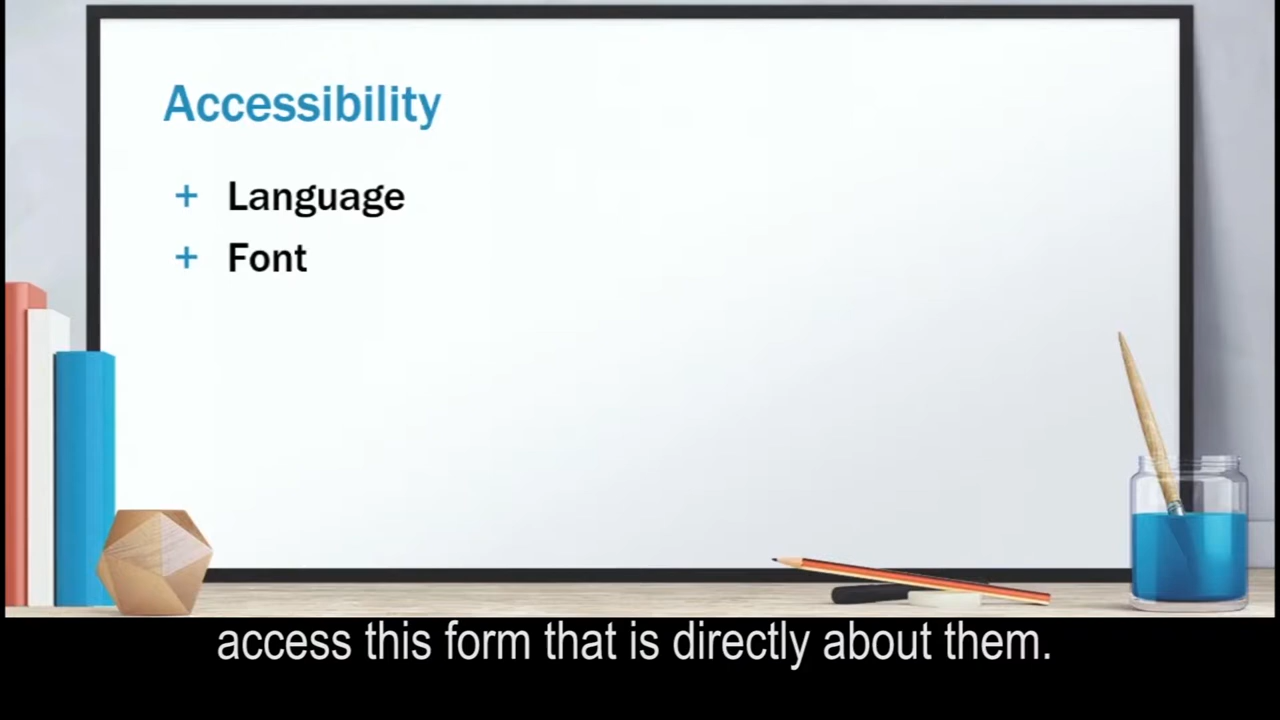 Accessibility
+ Language
+ Font
access this form that is directly about them.